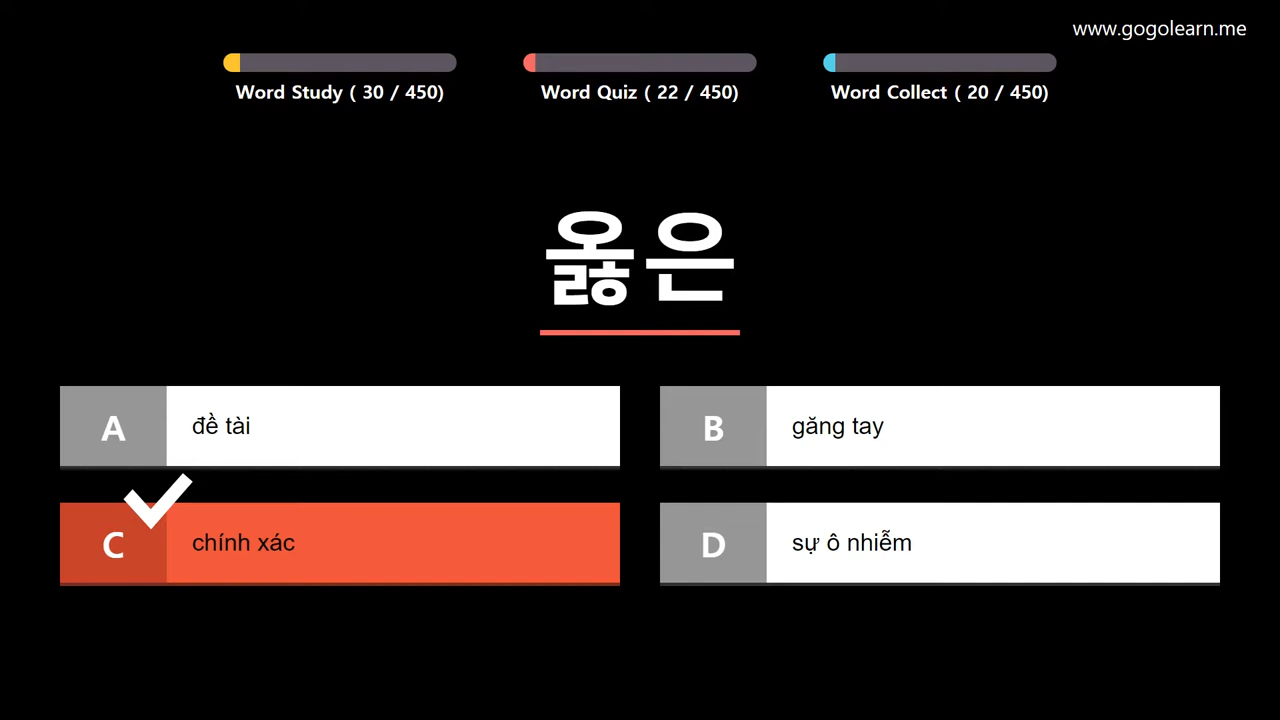 www.gogolearn.me
Word Study ( 30 / 450)
Word Quiz ( 22 / 450)
Word Collect ( 20 / 450)
옳은
A đề tài
B găng tay
C chính xác
D sự ô nhiễm